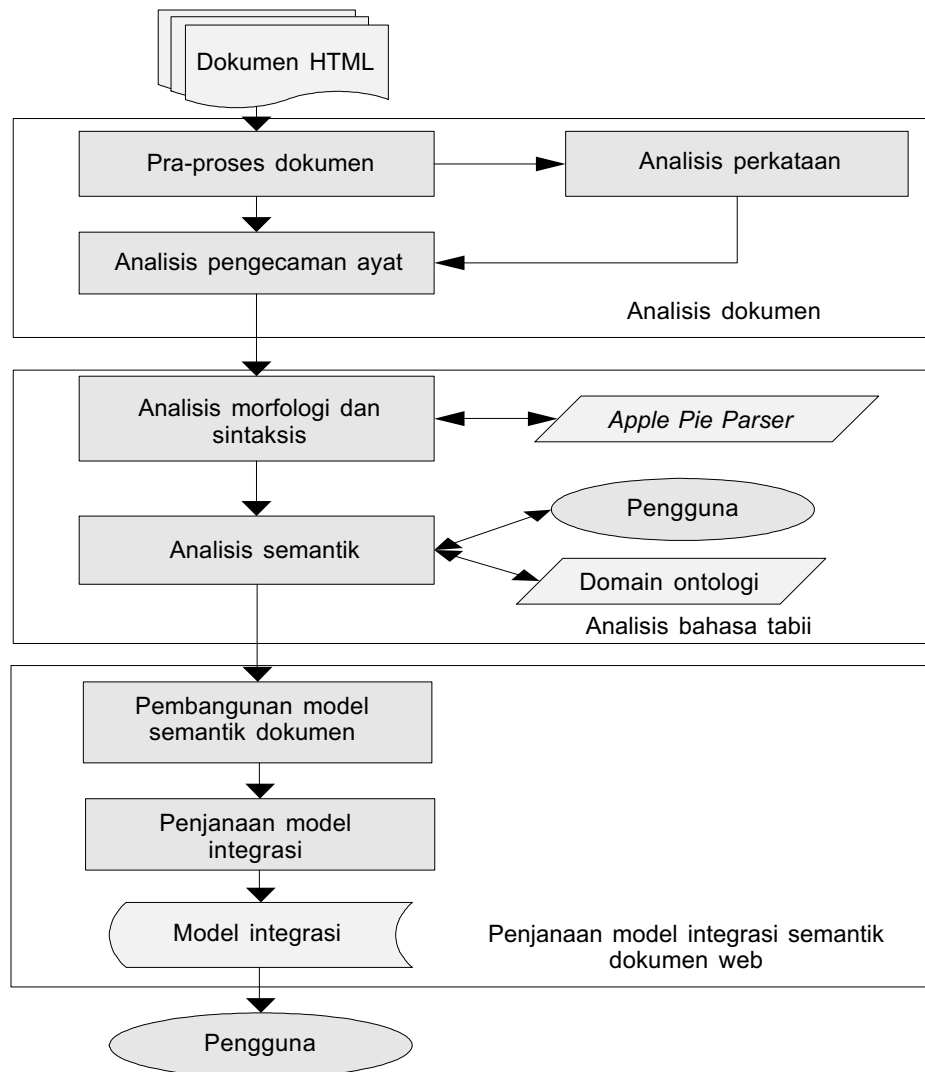 Dokumen HTML
Pra-proses dokumen
Analisis perkataan
Analisis pengecaman ayat
Analisis dokumen
Analisis morfologi dan
sintaksis
Apple Pie Parser
Pengguna
Analisis semantik
Domain ontologi
Analisis bahasa tabii
Pembangunan model
semantik dokumen
Penjanaan model
integrasi
Model integrasi
Penjanaan model integrasi semantik
dokumen web
Pengguna